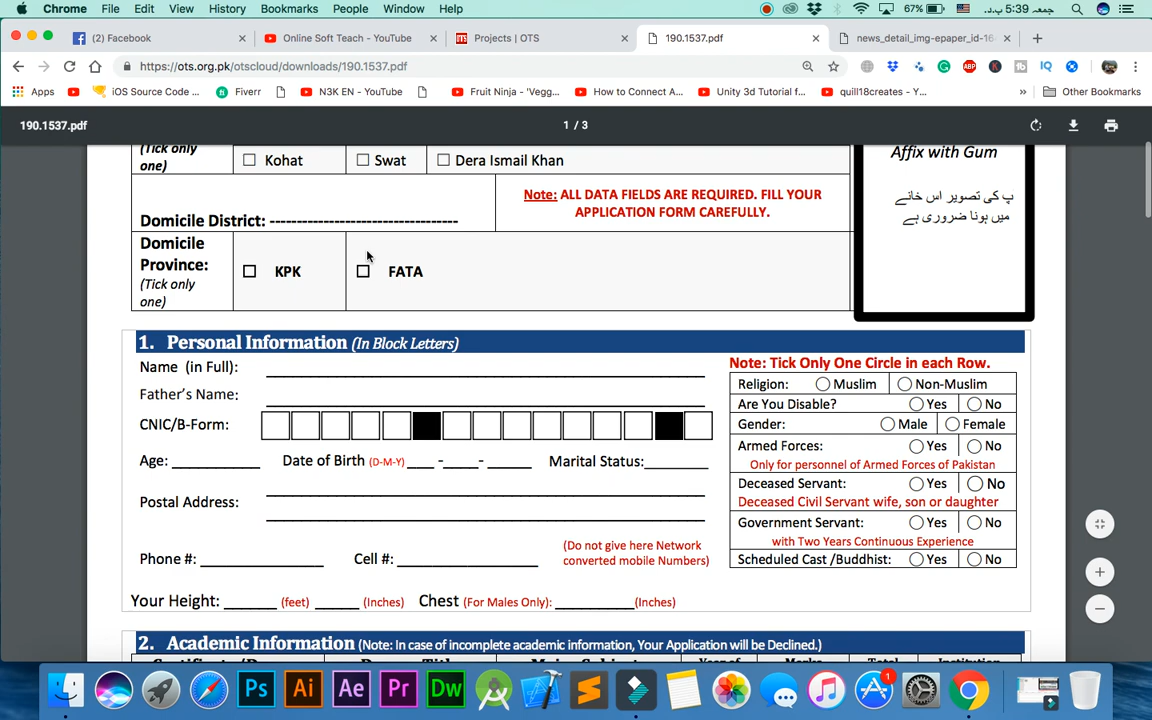 Chrome File Edit View History Bookmarks People Window Help 67% جمعہ 5:39 ب.د.
(2) Facebook × Online Soft Teach - YouTube × Projects | OTS × 190.1537.pdf × news_detail_img-epaper_id-16 × +
https://ots.org.pk/otscloud/downloads/190.1537.pdf ABP K IQ
Apps iOS Source Code ... Fiverr N3K EN - YouTube Fruit Ninja - 'Vegg... How to Connect A... Unity 3d Tutorial f... quill18creates - Y... » Other Bookmarks
190.1537.pdf 1 / 3
(Tick only
one)
Kohat Swat Dera Ismail Khan
Affix with Gum
پ کی تصویر اس خانے
میں ہونا ضروری ہے
Domicile District: -----------------------------------
Note: ALL DATA FIELDS ARE REQUIRED. FILL YOUR
APPLICATION FORM CAREFULLY.
Domicile
Province:
(Tick only
one)
KPK FATA
1. Personal Information (In Block Letters)
Name (in Full):
Father's Name:
CNIC/B-Form:
Age: Date of Birth (D-M-Y) - - Marital Status:
Postal Address:
Phone #: Cell #: (Do not give here Network
converted mobile Numbers)
Your Height: (feet) (Inches) Chest (For Males Only): (Inches)
Note: Tick Only One Circle in each Row.
Religion: Muslim Non-Muslim
Are You Disable? Yes No
Gender: Male Female
Armed Forces: Yes No
Only for personnel of Armed Forces of Pakistan
Deceased Servant: Yes No
Deceased Civil Servant wife, son or daughter
Government Servant: Yes No
with Two Years Continuous Experience
Scheduled Cast /Buddhist: Yes No
2. Academic Information (Note: In case of incomplete academic information, Your Application will be Declined.)
Ps Ai Ae Pr Dw 1